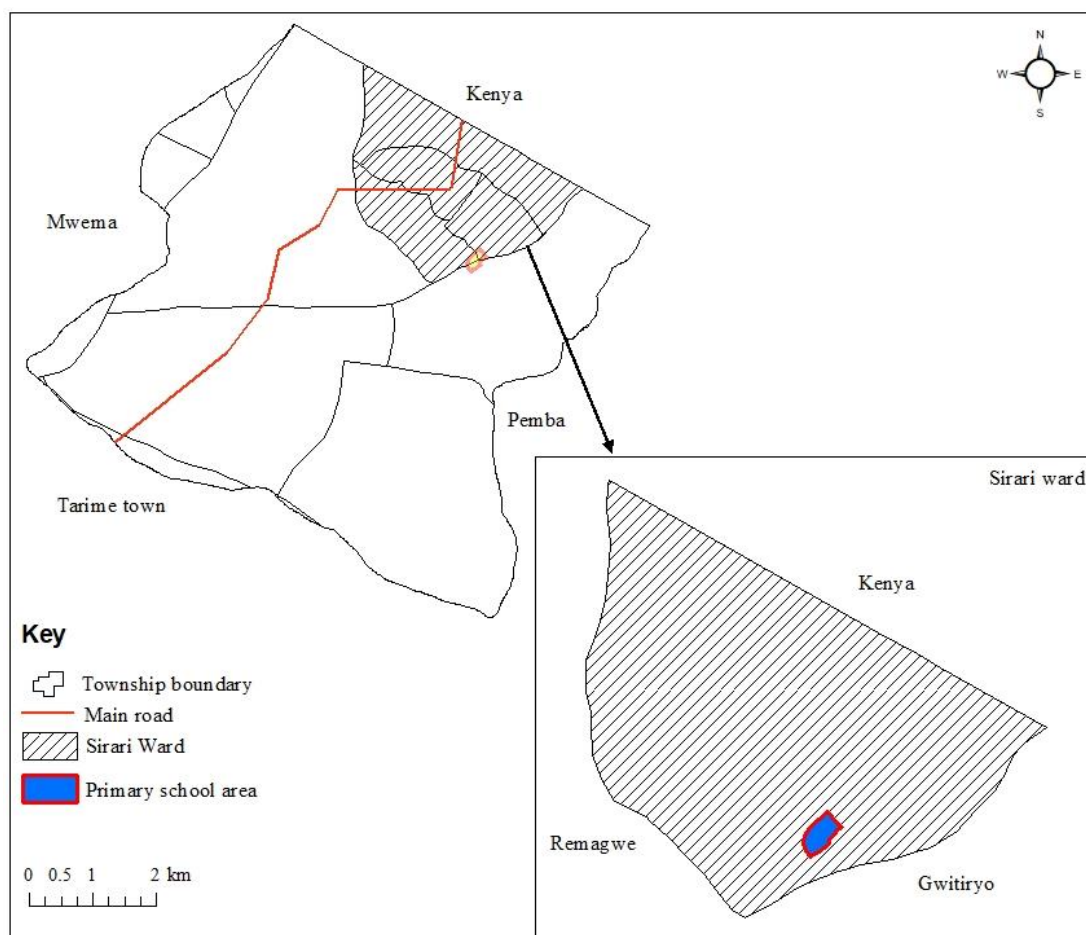 N
W E
S
Kenya
Mwema
Pemba
Tarime town
Sirari ward
Kenya
Remagwe
Gwitiryo
Key
Township boundary
Main road
Sirari Ward
Primary school area
0 0.5 1 2 km